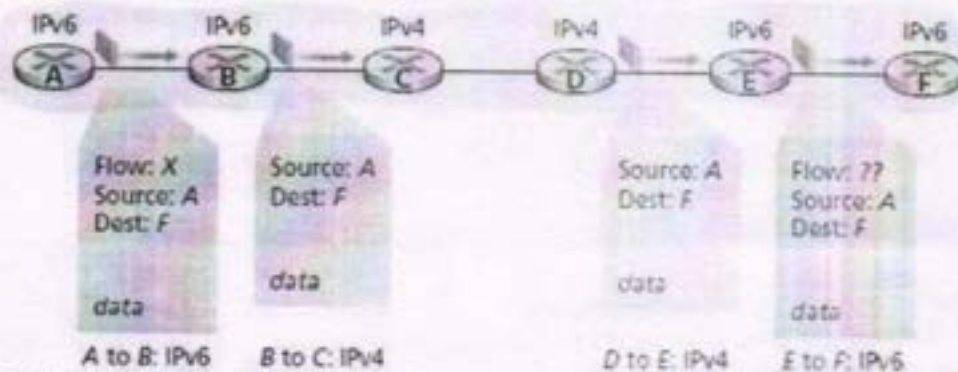 IPv6 IPv6 IPv4 IPv4 IPv6 IPv6
A B C D E F
Flow: X
Source: A
Dest: F
data
Source: A
Dest: F
data
Source: A
Dest: F
data
Flow: ??
Source: A
Dest: F
data
A to B: IPv6 B to C: IPv4 D to E: IPv4 E to F: IPv6